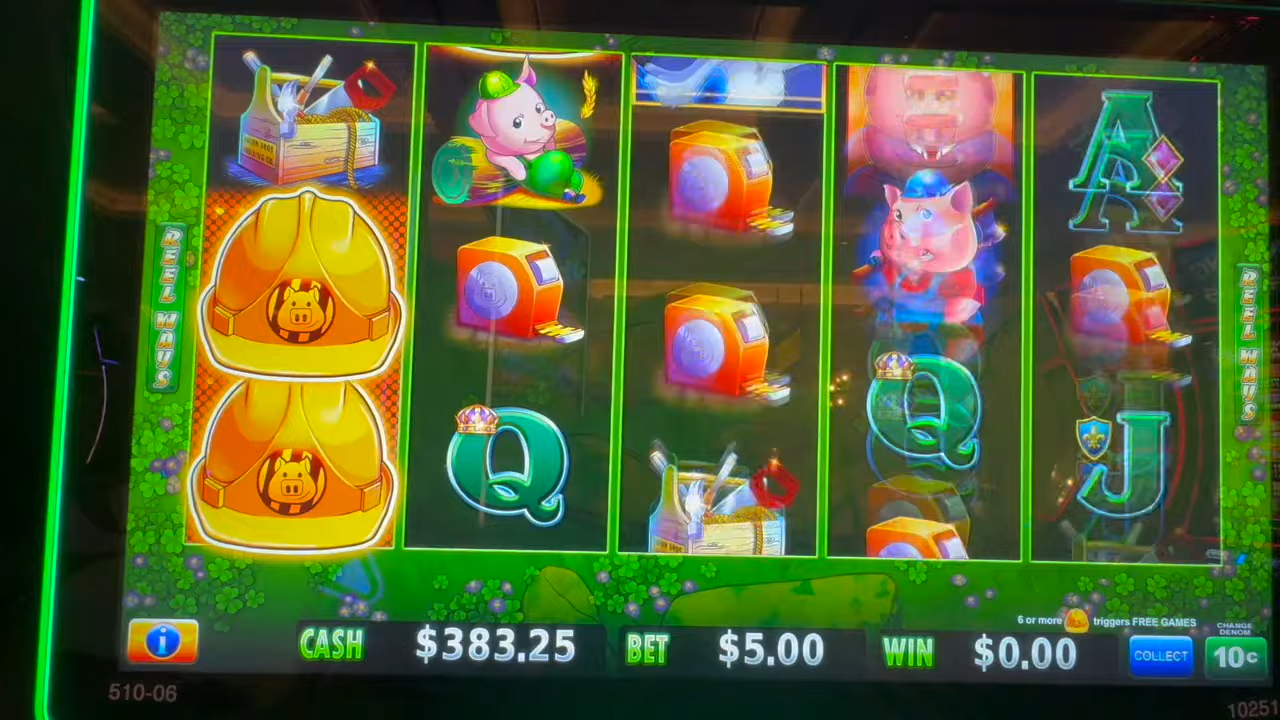 REEL WAYS
REEL WAYS
A
Q
Q
J
6 or more triggers FREE GAMES
CASH $383.25 BET $5.00 WIN $0.00
COLLECT
CHANGE
DENOM
10¢
510-06
10251